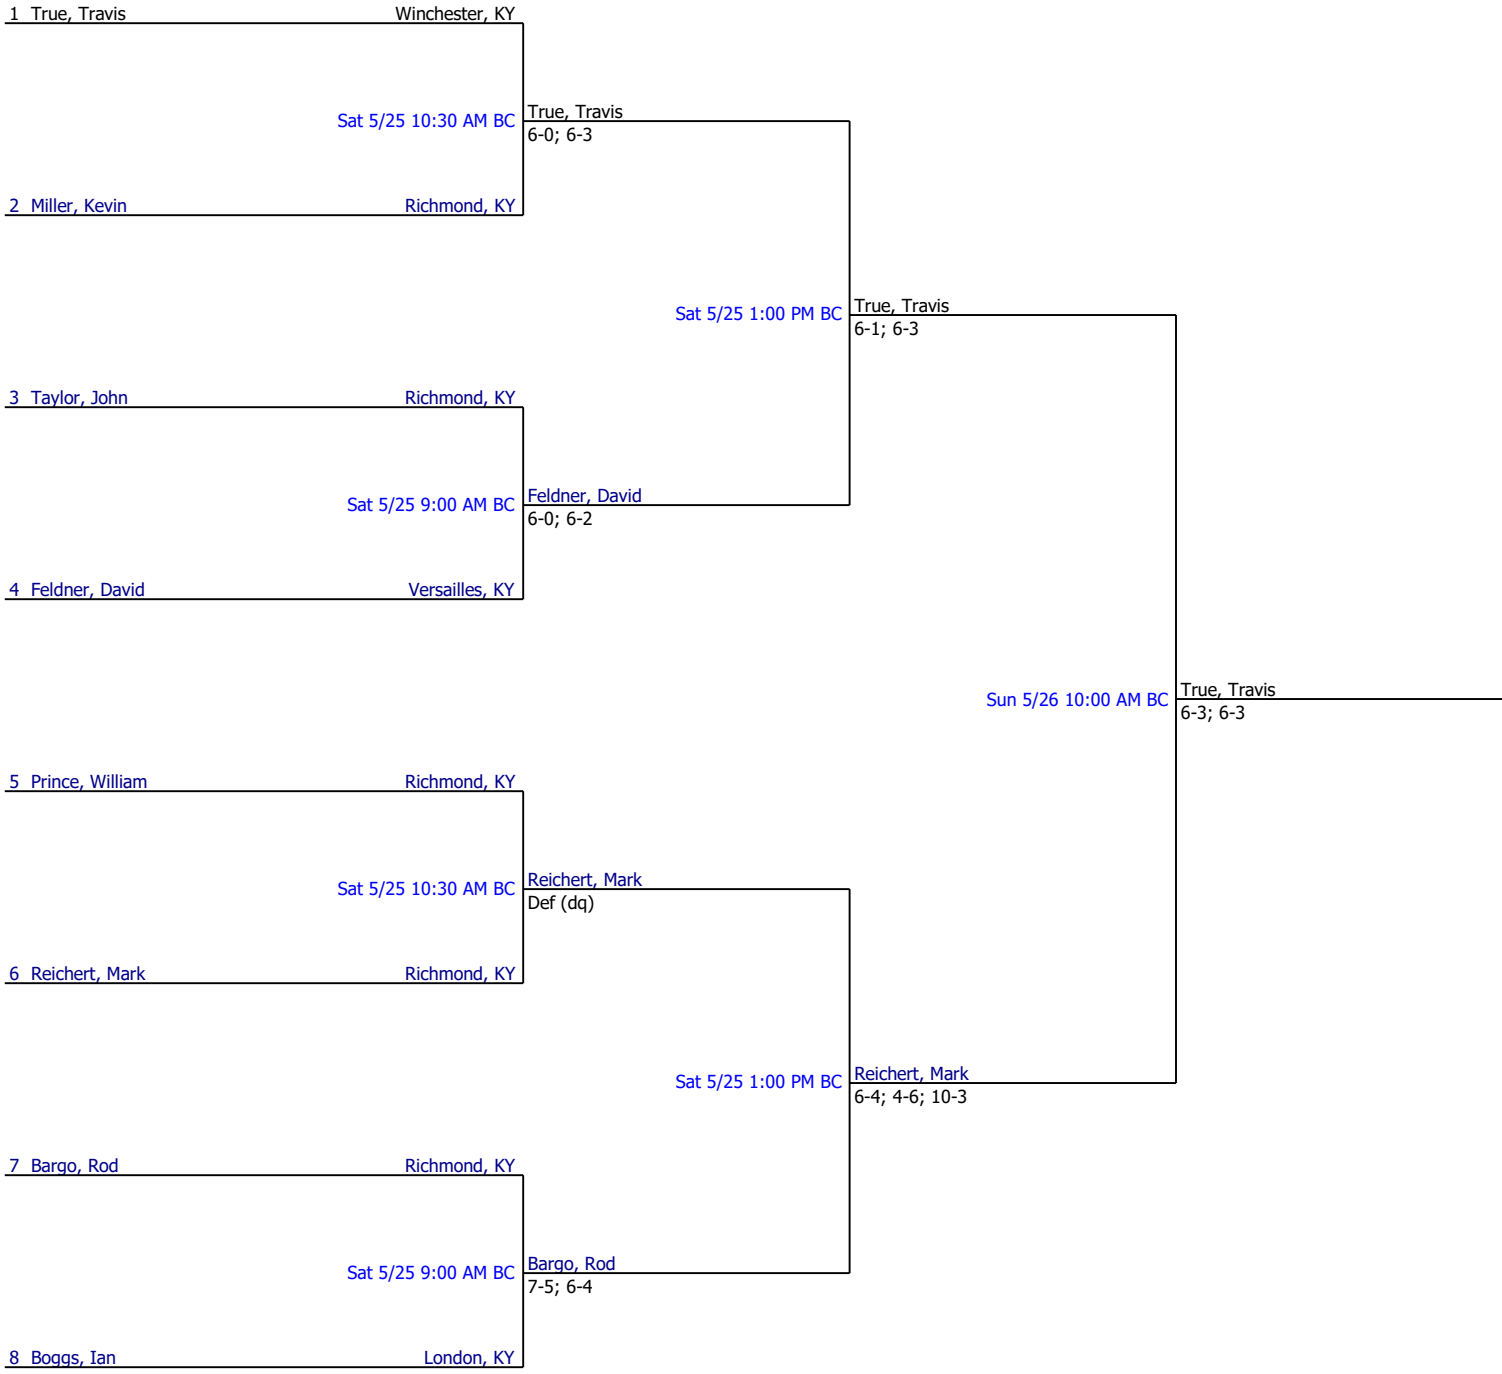 1 True, Travis Winchester, KY
Sat 5/25 10:30 AM BC
True, Travis
6-0; 6-3
2 Miller, Kevin Richmond, KY
Sat 5/25 1:00 PM BC
True, Travis
6-1; 6-3
3 Taylor, John Richmond, KY
Sat 5/25 9:00 AM BC
Feldner, David
6-0; 6-2
4 Feldner, David Versailles, KY
Sun 5/26 10:00 AM BC
True, Travis
6-3; 6-3
5 Prince, William Richmond, KY
Sat 5/25 10:30 AM BC
Reichert, Mark
Def (dq)
6 Reichert, Mark Richmond, KY
Sat 5/25 1:00 PM BC
Reichert, Mark
6-4; 4-6; 10-3
7 Bargo, Rod Richmond, KY
Sat 5/25 9:00 AM BC
Bargo, Rod
7-5; 6-4
8 Boggs, Ian London, KY